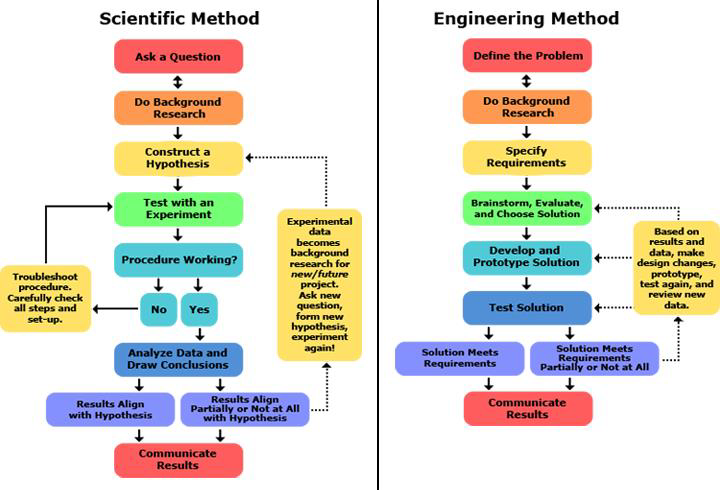 Scientific Method
Ask a Question
Do Background
Research
Construct a
Hypothesis
Test with an
Experiment
Procedure Working?
No
Yes
Troubleshoot
procedure.
Carefully check
all steps and
set-up.
Experimental
data
becomes
background
research for
new/future
project.
Ask new
question,
form new
hypothesis,
experiment
again!
Analyze Data and
Draw Conclusions
Results Align
with Hypothesis
Results Align
Partially or Not at All
with Hypothesis
Communicate
Results
Engineering Method
Define the Problem
Do Background
Research
Specify
Requirements
Brainstorm, Evaluate,
and Choose Solution
Develop and
Prototype Solution
Test Solution
Based on
results and
data, make
design changes,
prototype,
test again, and
review new
data.
Solution Meets
Requirements
Solution Meets
Requirements
Partially or Not at All
Communicate
Results